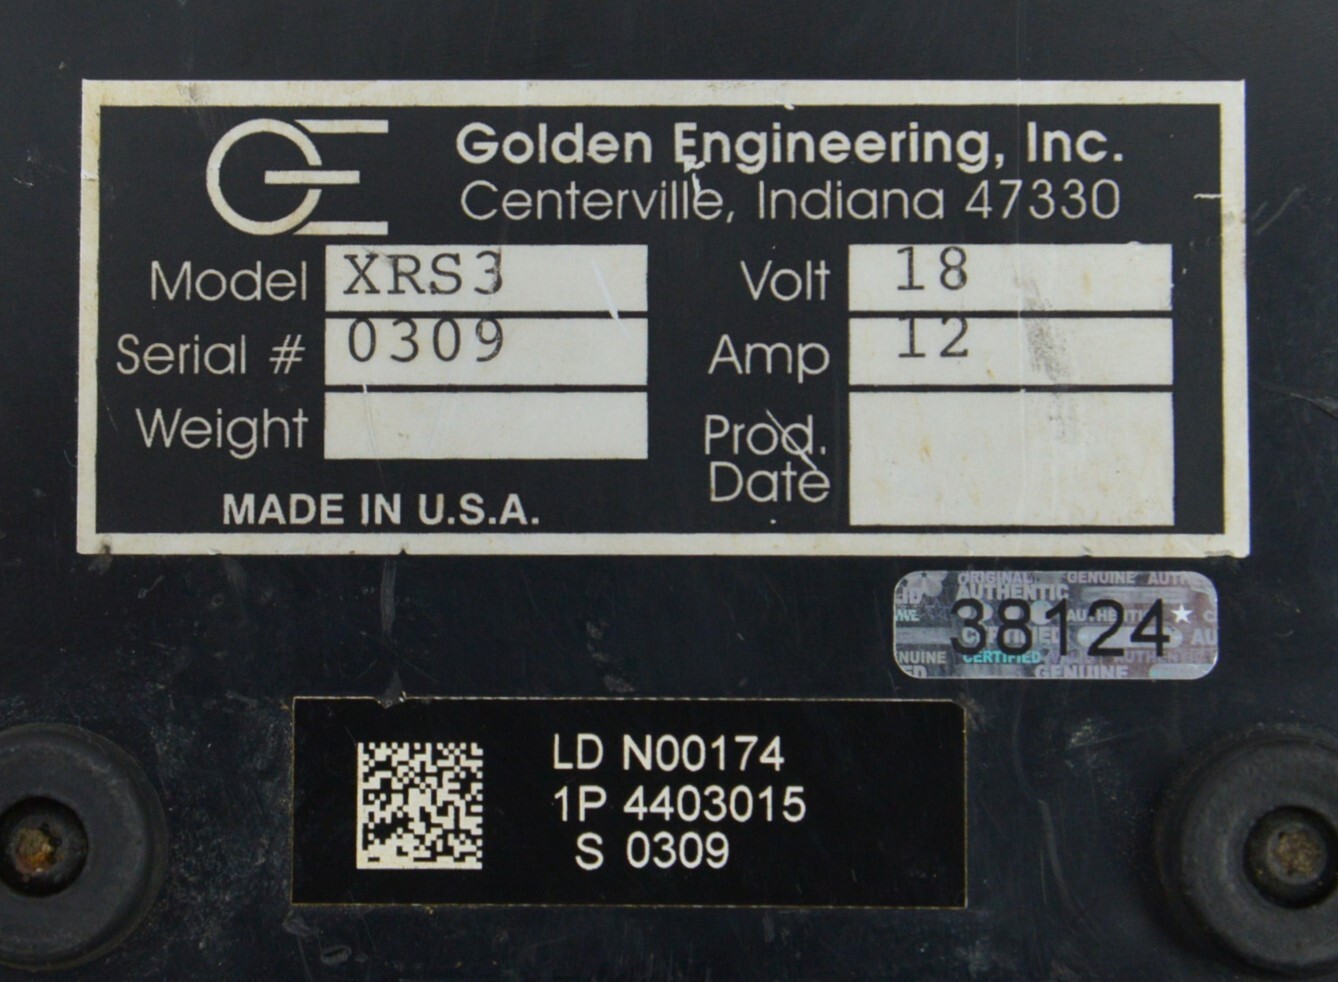 GE
Golden Engineering, Inc.
Centerville, Indiana 47330
Model XRS3
Serial # 0309
Weight
Volt 18
Amp 12
Prod.
Date
MADE IN U.S.A.
ORIGINAL GENUINE
AUTHENTIC
38124
CERTIFIED
GENUINE
LD N00174
1P 4403015
S 0309